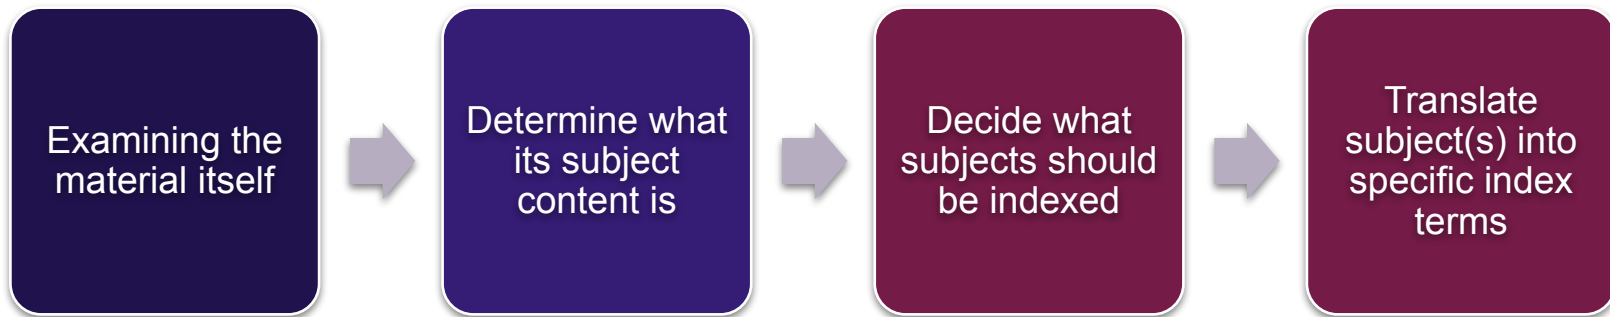 Examining the
material itself
Determine what
its subject
content is
Decide what
subjects should
be indexed
Translate
subject(s) into
specific index
terms